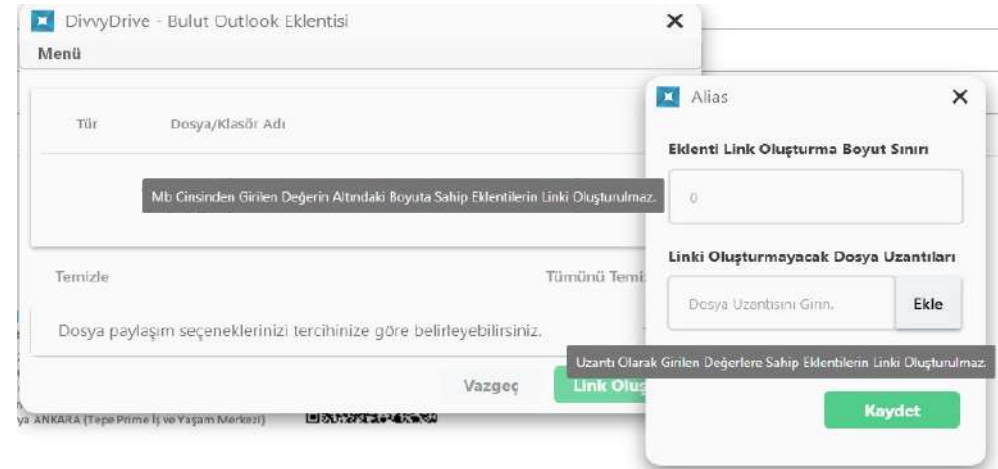 DivvyDrive - Bulut Outlook Eklentisi
Menü
Tür Dosya/Klasör Adı
Mb Cinsinden Girilen Değerin Altındaki Boyuta Sahip Eklentilerin Linki Oluşturulmaz.
Temizle Tümünü Temi
Dosya paylaşım seçeneklerinizi tercihinize göre belirleyebilirsiniz.
Vazgeç Link Oluş
ya ANKARA (Tepe Prime İş ve Yaşam Merkezi)
Alias
Eklenti Link Oluşturma Boyut Sınırı
0
Linki Oluşturmayacak Dosya Uzantıları
Dosya Uzantısını Girin. Ekle
Uzantı Olarak Girilen Değerlere Sahip Eklentilerin Linki Oluşturulmaz.
Kaydet